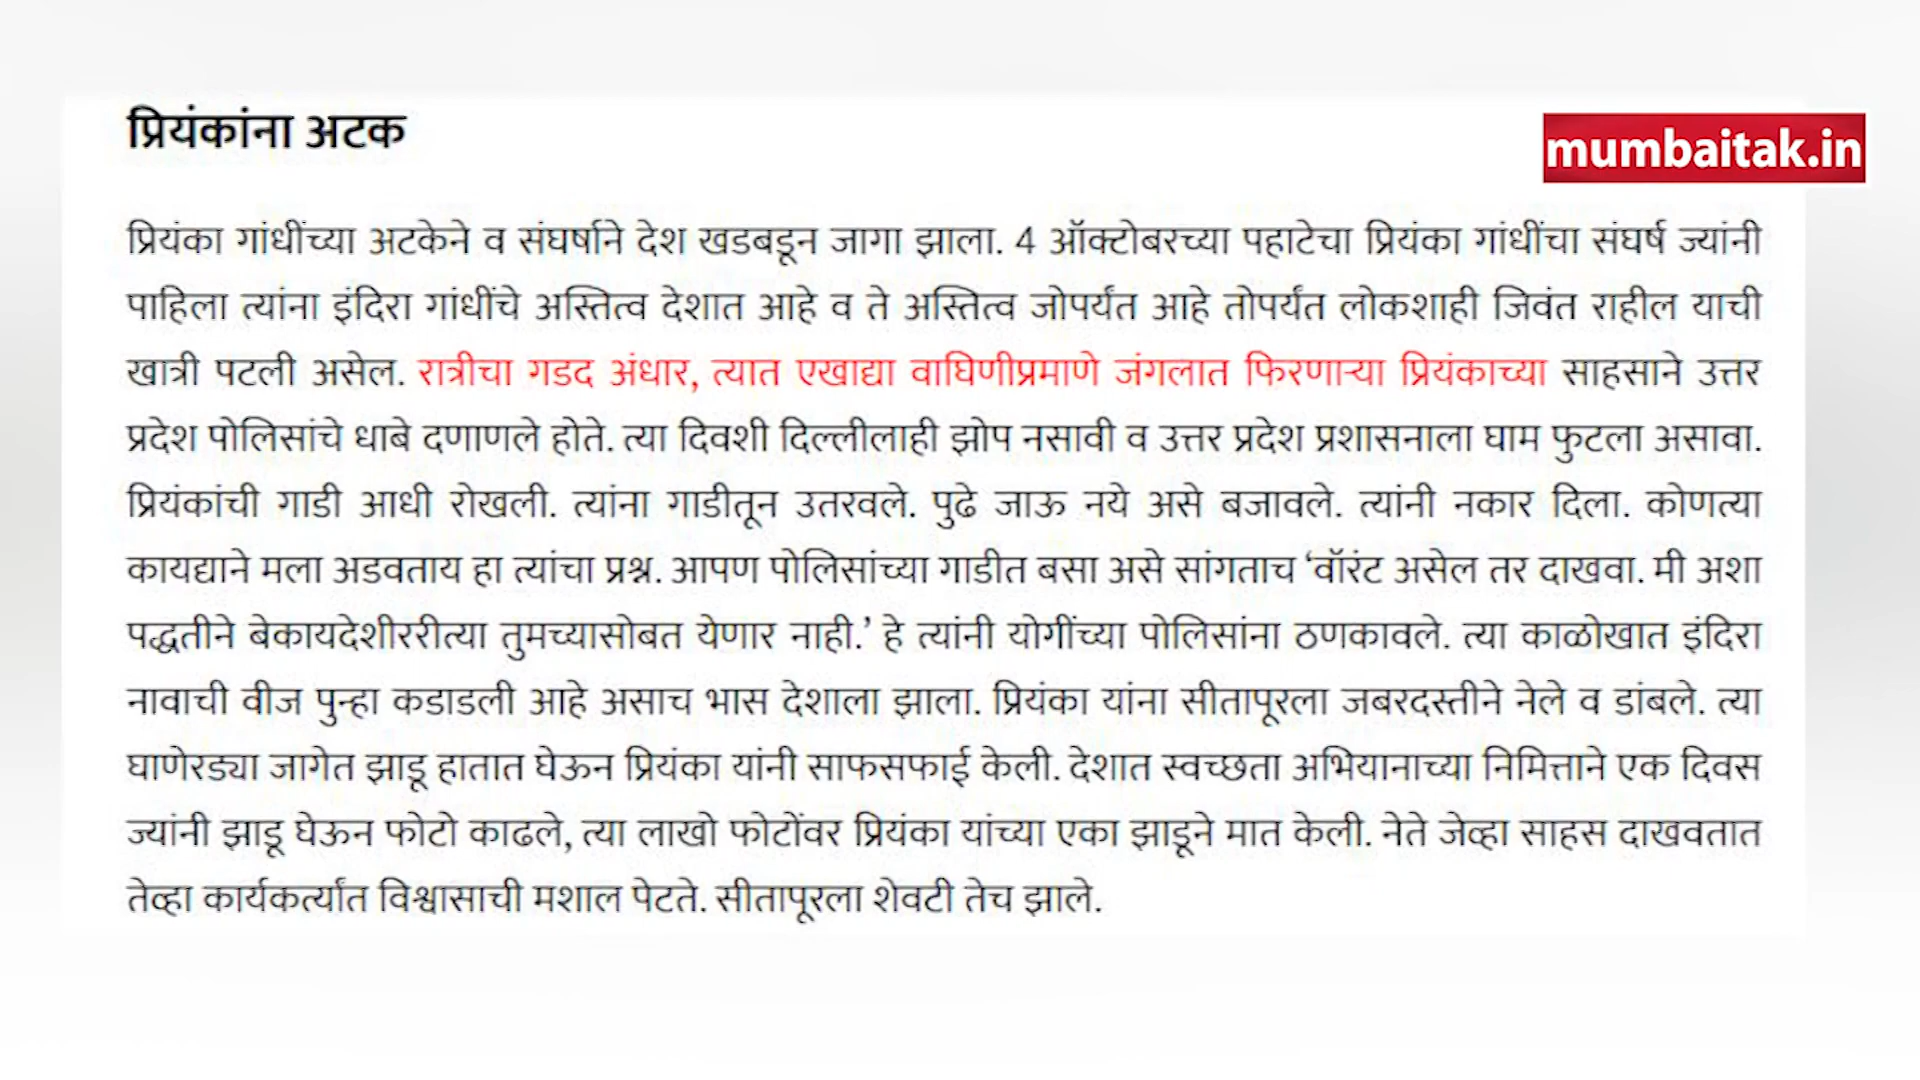 प्रियंकांना अटक
mumbaitak.in
प्रियंका गांधींच्या अटकेने व संघर्षाने देश खडबडून जागा झाला. 4 ऑक्टोबरच्या पहाटेचा प्रियंका गांधींचा संघर्ष ज्यांनी
पाहिला त्यांना इंदिरा गांधींचे अस्तित्व देशात आहे व ते अस्तित्व जोपर्यंत आहे तोपर्यंत लोकशाही जिवंत राहील याची
खात्री पटली असेल. रात्रीचा गडद अंधार, त्यात एखाद्या वाघिणीप्रमाणे जंगलात फिरणाऱ्या प्रियंकाच्या साहसाने उत्तर
प्रदेश पोलिसांचे धाबे दणाणले होते. त्या दिवशी दिल्लीलाही झोप नसावी व उत्तर प्रदेश प्रशासनाला घाम फुटला असावा.
प्रियंकांची गाडी आधी रोखली. त्यांना गाडीतून उतरवले. पुढे जाऊ नये असे बजावले. त्यांनी नकार दिला. कोणत्या
कायद्याने मला अडवताय हा त्यांचा प्रश्न. आपण पोलिसांच्या गाडीत बसा असे सांगताच ‘वॉरंट असेल तर दाखवा. मी अशा
पद्धतीने बेकायदेशीररीत्या तुमच्यासोबत येणार नाही.’ हे त्यांनी योगींच्या पोलिसांना ठणकावले. त्या काळोखात इंदिरा
नावाची वीज पुन्हा कडाडली आहे असाच भास देशाला झाला. प्रियंका यांना सीतापूरला जबरदस्तीने नेले व डांबले. त्या
घाणेरड्या जागेत झाडू हातात घेऊन प्रियंका यांनी साफसफाई केली. देशात स्वच्छता अभियानाच्या निमित्ताने एक दिवस
ज्यांनी झाडू घेऊन फोटो काढले, त्या लाखो फोटोंवर प्रियंका यांच्या एका झाडूने मात केली. नेते जेव्हा साहस दाखवतात
तेव्हा कार्यकर्त्यांत विश्वासाची मशाल पेटते. सीतापूरला शेवटी तेच झाले.